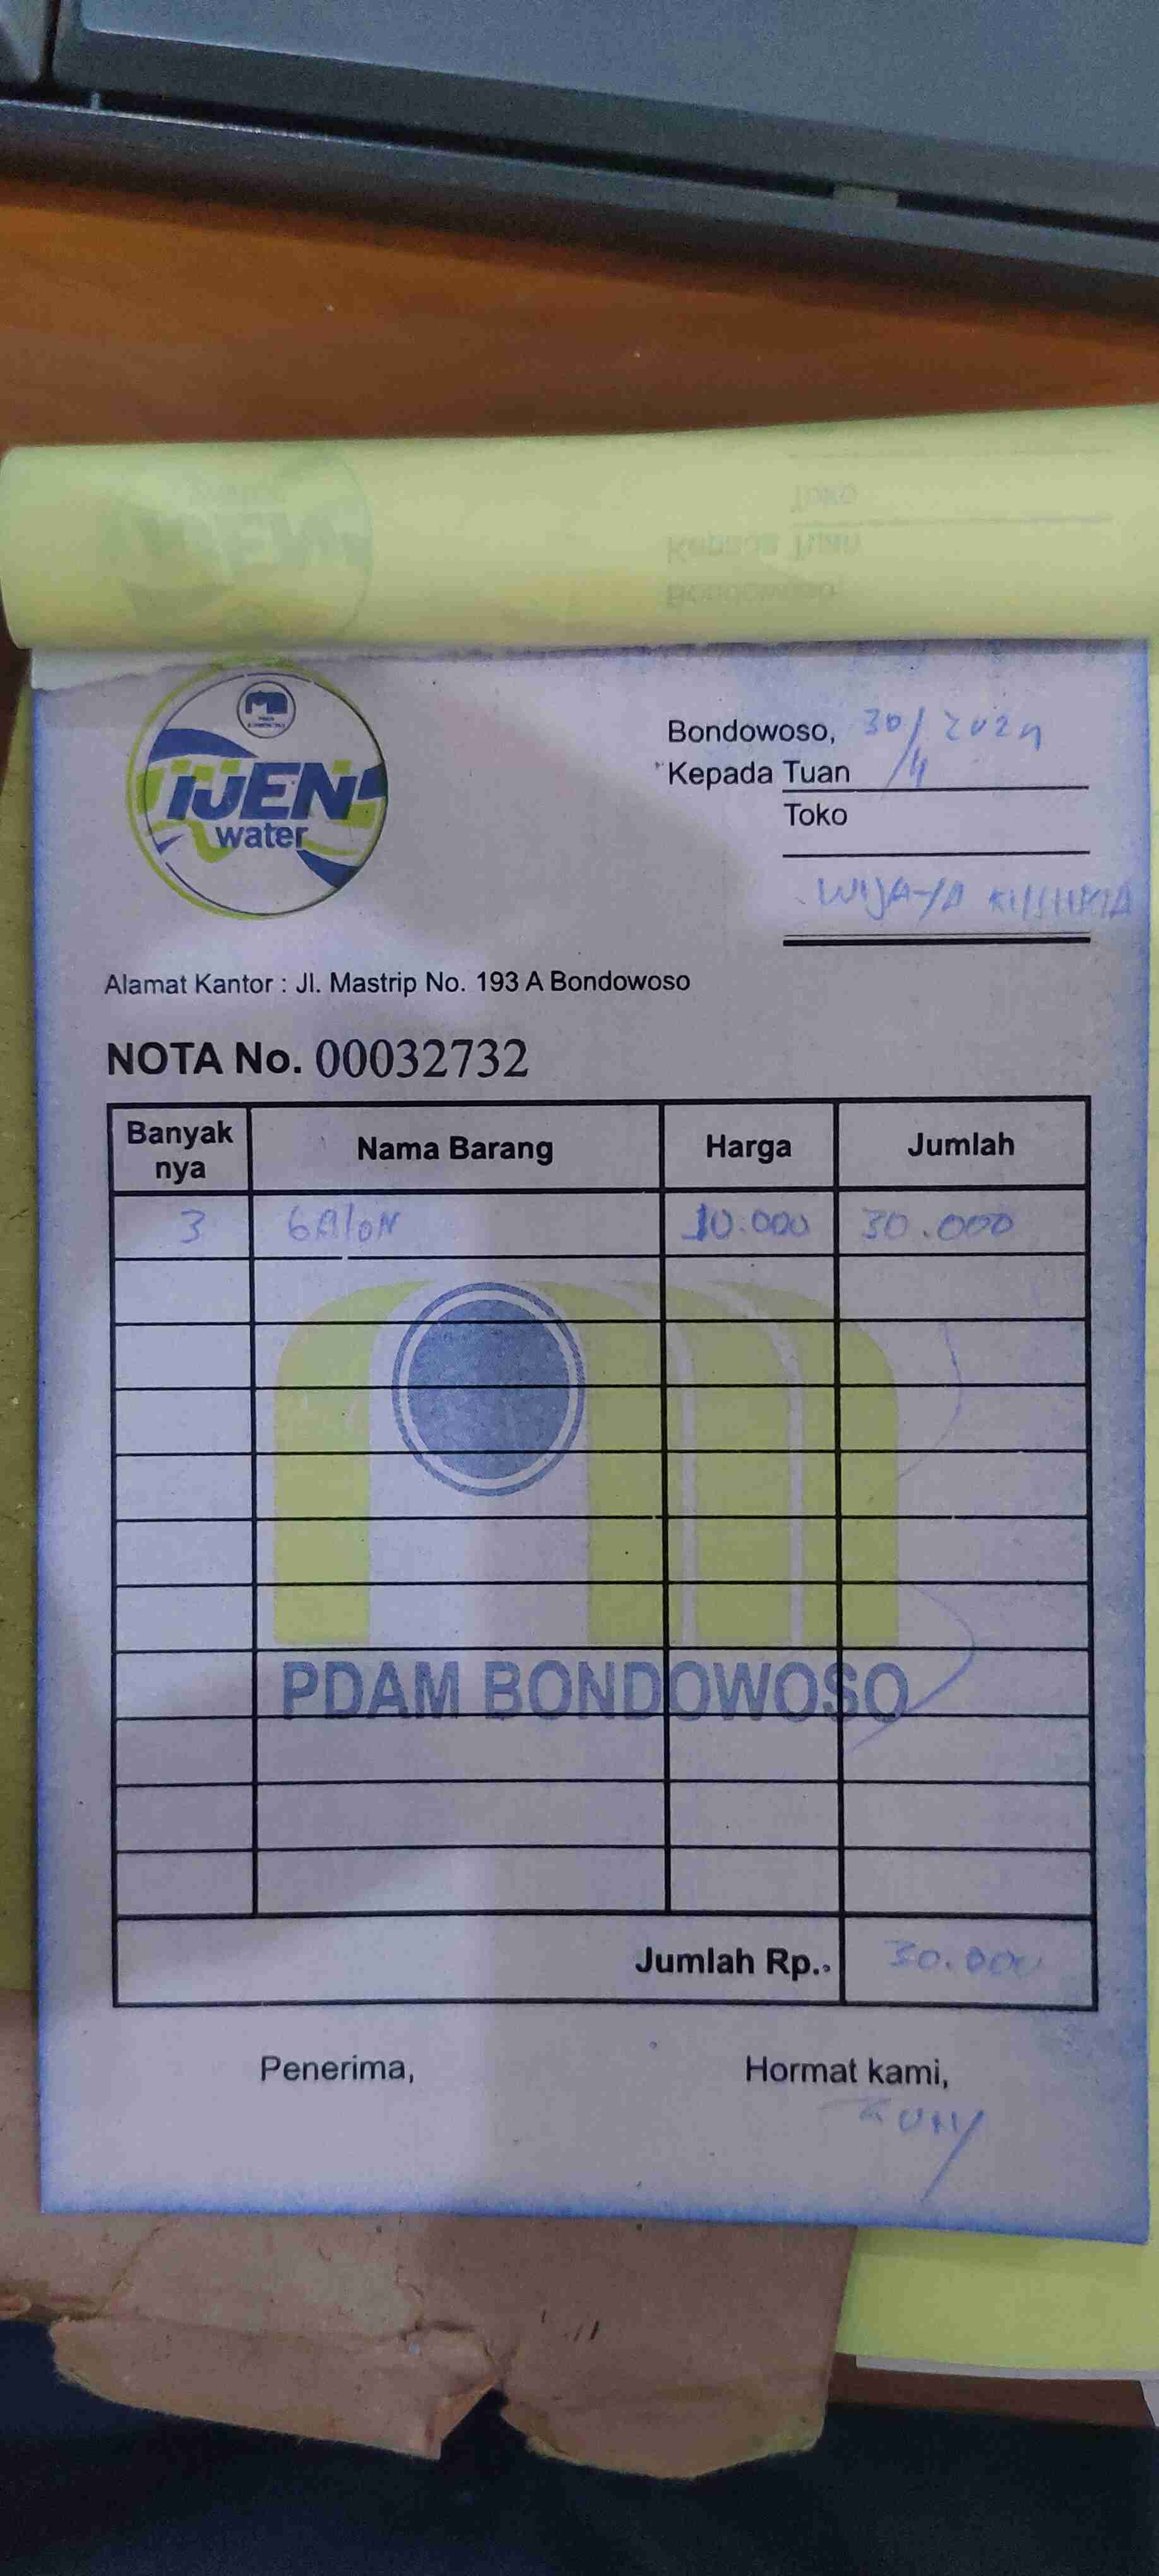 IJEN
water
Bondowoso, 30/4/2024
Kepada Tuan
Toko
WIJAYA KUSUMA
Alamat Kantor : Jl. Mastrip No. 193 A Bondowoso
NOTA No. 00032732
Banyak nya Nama Barang Harga Jumlah
3 GAloN 10.000 30.000
PDAM BONDOWOSO
Jumlah Rp.. 30.000
Penerima, Hormat kami,